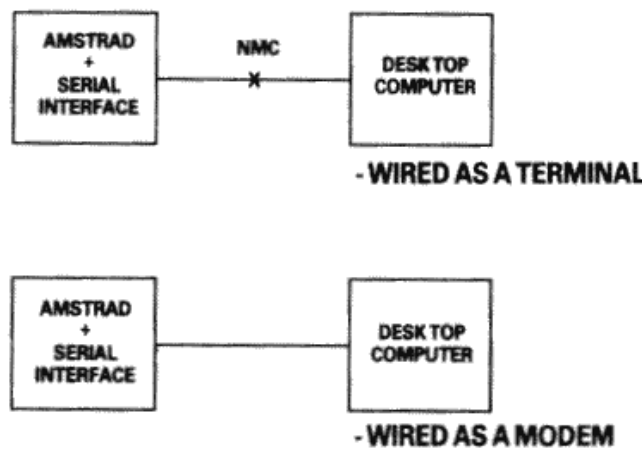 AMSTRAD
+
SERIAL
INTERFACE
NMC
DESK TOP
COMPUTER
- WIRED AS A TERMINAL
AMSTRAD
+
SERIAL
INTERFACE
DESK TOP
COMPUTER
- WIRED AS A MODEM